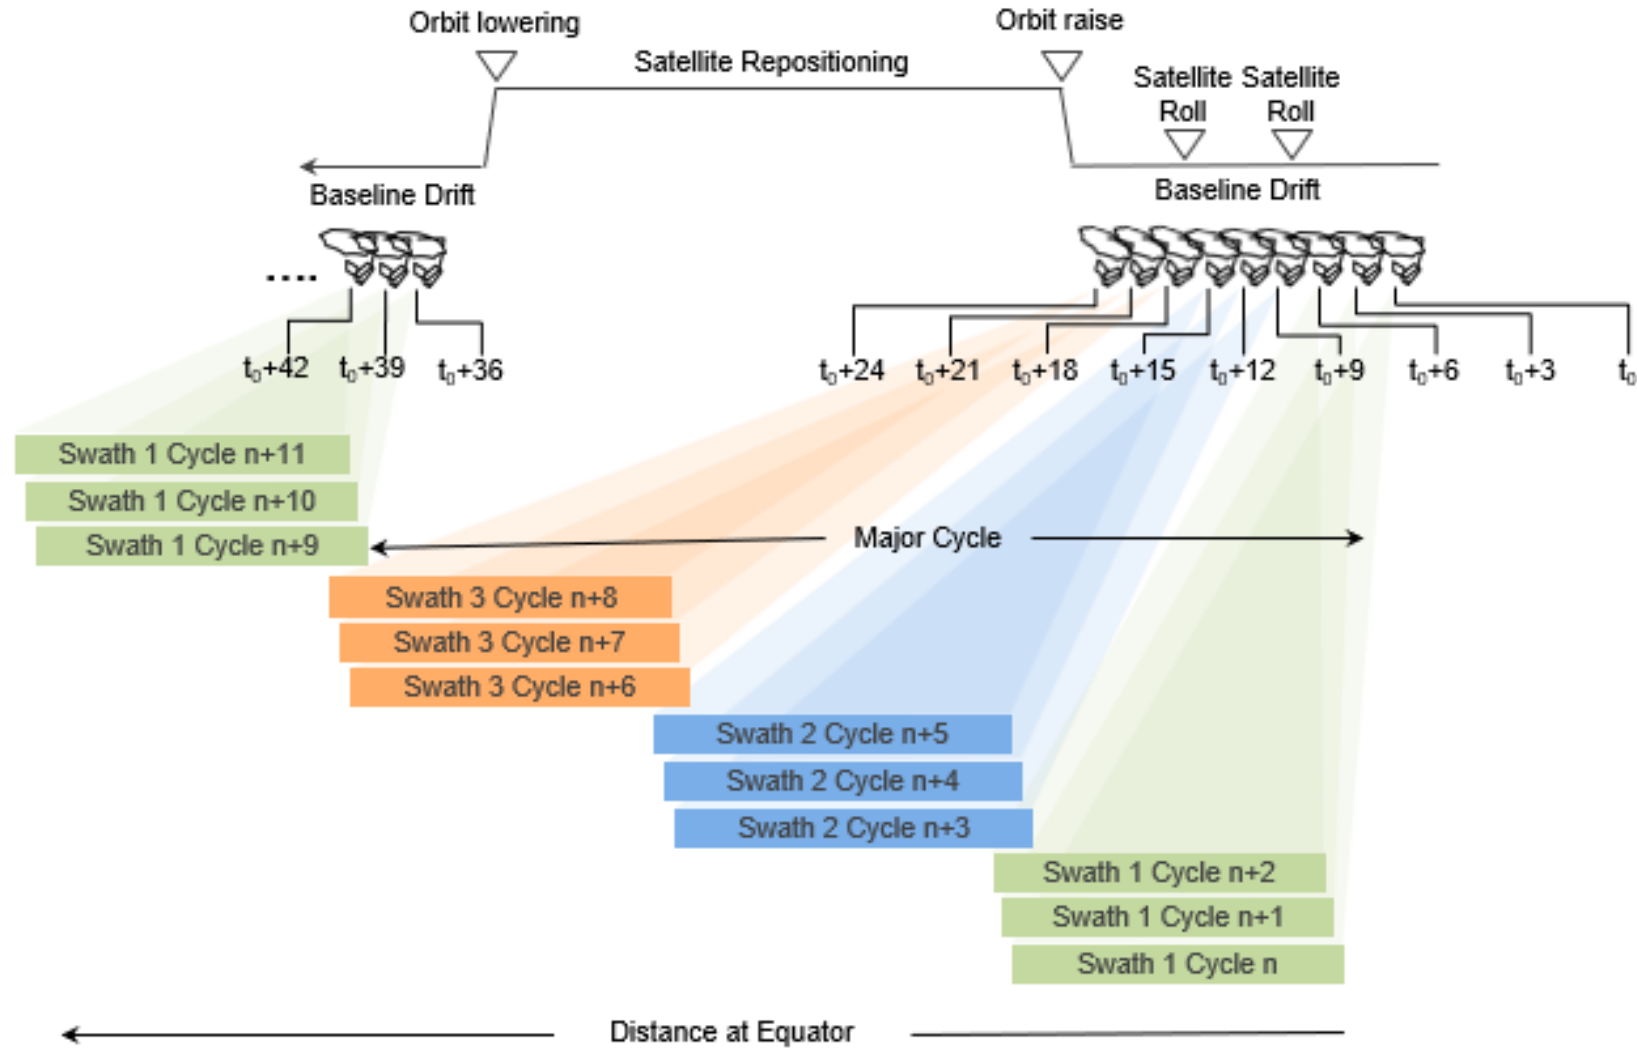 Orbit lowering
Orbit raise
Satellite Repositioning
Satellite Roll
Satellite Roll
Baseline Drift
Baseline Drift
....
t₀+42
t₀+39
t₀+36
t₀+24
t₀+21
t₀+18
t₀+15
t₀+12
t₀+9
t₀+6
t₀+3
t₀
Swath 1 Cycle n+11
Swath 1 Cycle n+10
Swath 1 Cycle n+9
Major Cycle
Swath 3 Cycle n+8
Swath 3 Cycle n+7
Swath 3 Cycle n+6
Swath 2 Cycle n+5
Swath 2 Cycle n+4
Swath 2 Cycle n+3
Swath 1 Cycle n+2
Swath 1 Cycle n+1
Swath 1 Cycle n
Distance at Equator